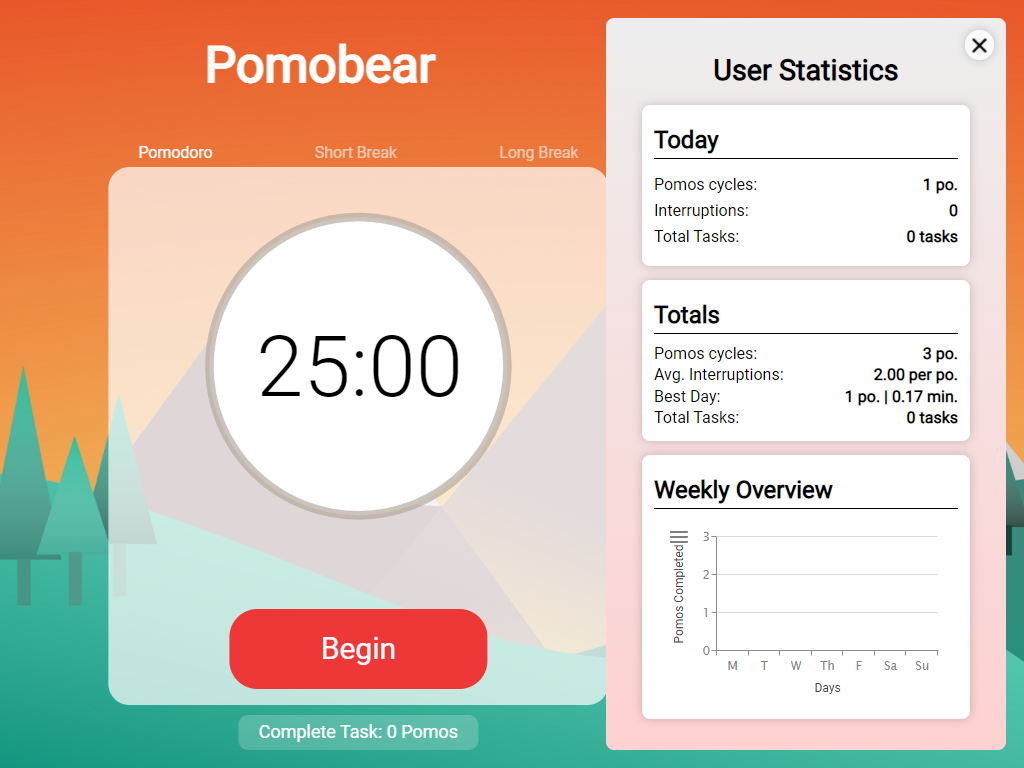 Pomobear
Pomodoro Short Break Long Break
25:00
Begin
Complete Task: 0 Pomos
User Statistics
Today
Pomos cycles: 1 po.
Interruptions: 0
Total Tasks: 0 tasks
Totals
Pomos cycles: 3 po.
Avg. Interruptions: 2.00 per po.
Best Day: 1 po. | 0.17 min.
Total Tasks: 0 tasks
Weekly Overview
Pomos Completed
3
2
1
0
M T W Th F Sa Su
Days